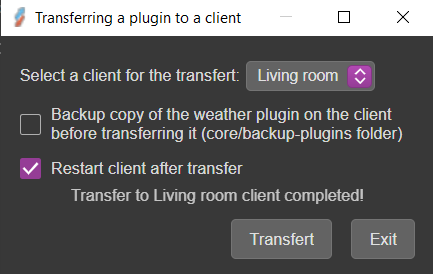 Transferring a plugin to a client
Select a client for the transfert: Living room
Backup copy of the weather plugin on the client
before transferring it (core/backup-plugins folder)
Restart client after transfer
Transfer to Living room client completed!
Transfert Exit